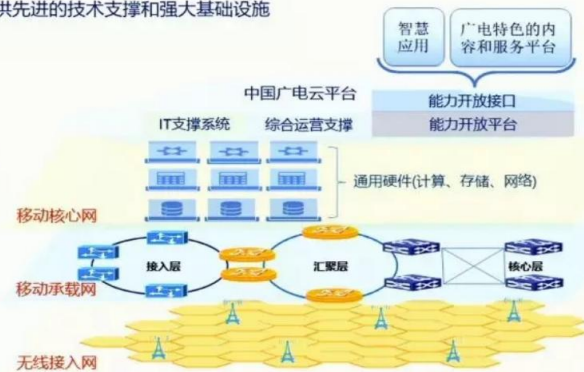 供先进的技术支撑和强大基础设施
智慧
应用
广电特色的内
容和服务平台
中国广电云平台
能力开放接口
IT支撑系统
综合运营支撑
能力开放平台
通用硬件(计算、存储、网络)
移动核心网
接入层
汇聚层
核心层
移动承载网
无线接入网